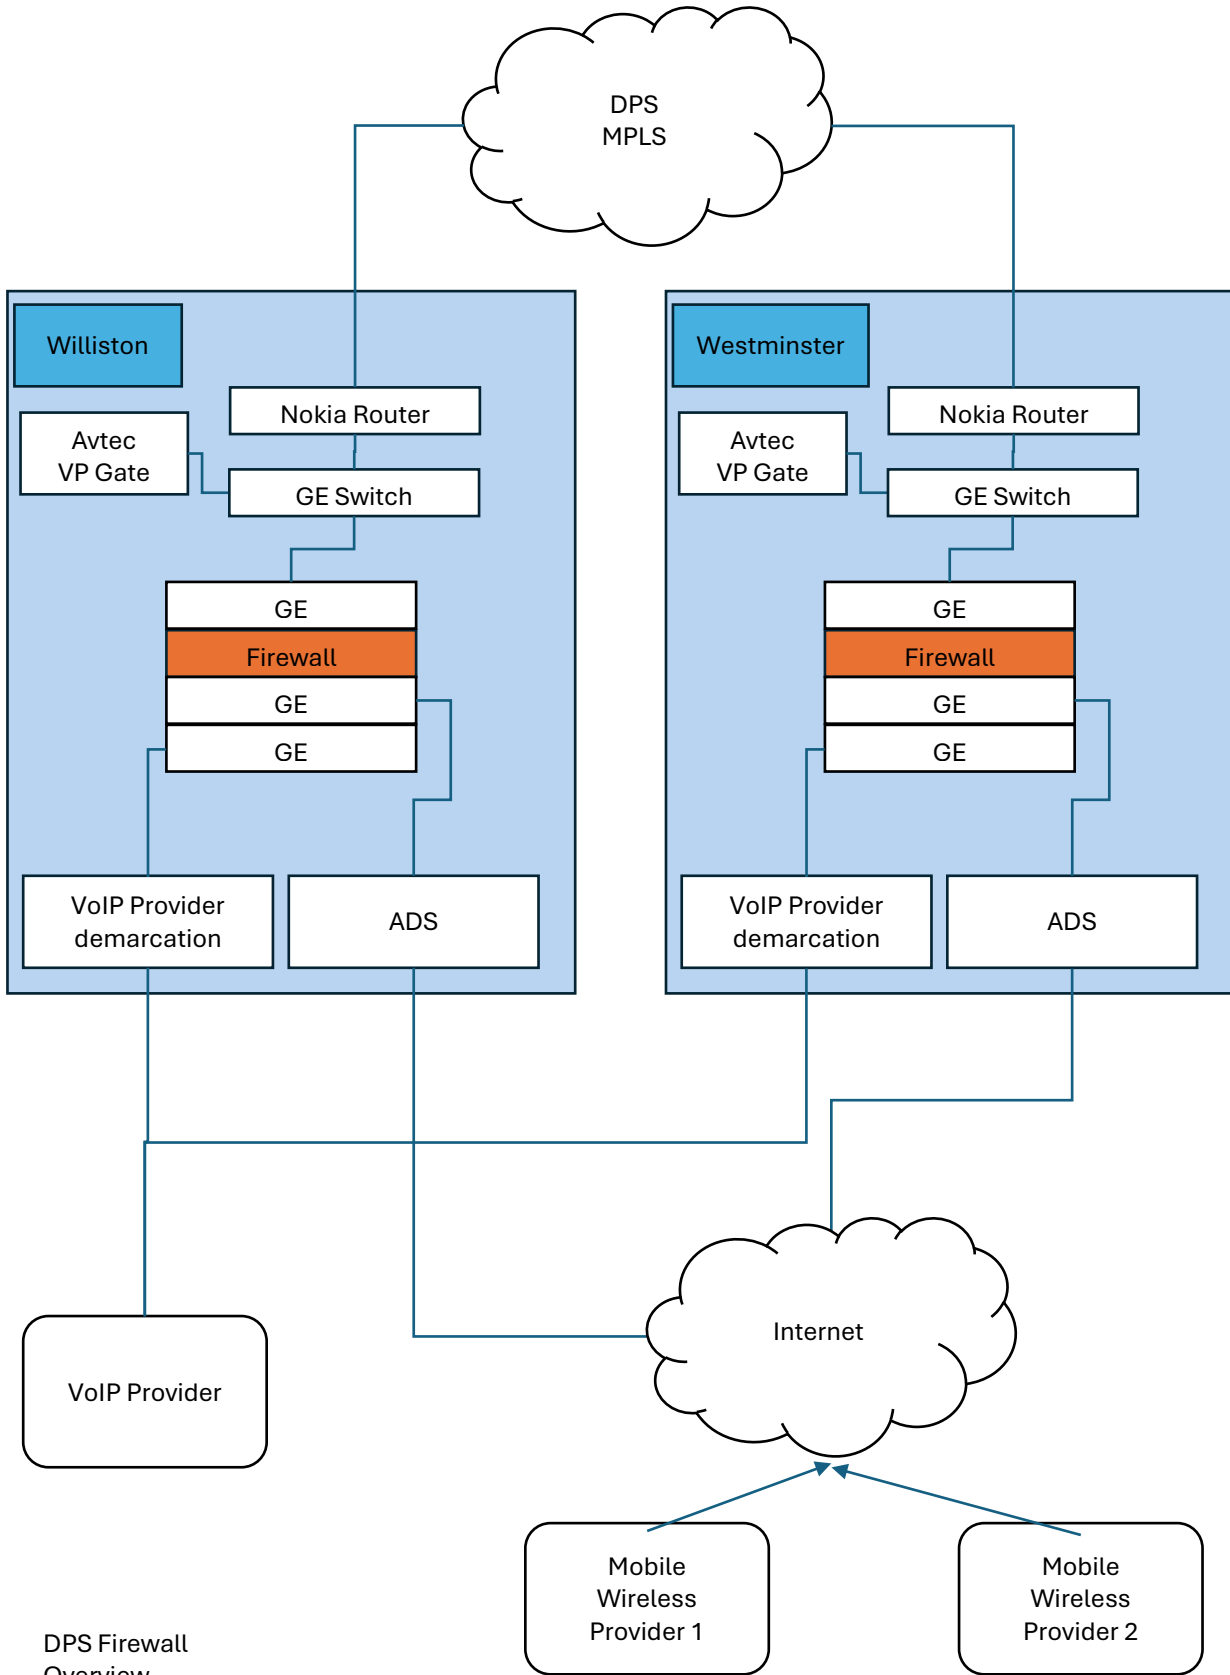 DPS
MPLS
Williston
Nokia Router
Avtec
VP Gate
GE Switch
GE
Firewall
GE
GE
VoIP Provider
demarcation
ADS
Westminster
Nokia Router
Avtec
VP Gate
GE Switch
GE
Firewall
GE
GE
VoIP Provider
demarcation
ADS
Internet
VoIP Provider
Mobile
Wireless
Provider 1
Mobile
Wireless
Provider 2
DPS Firewall
Overview